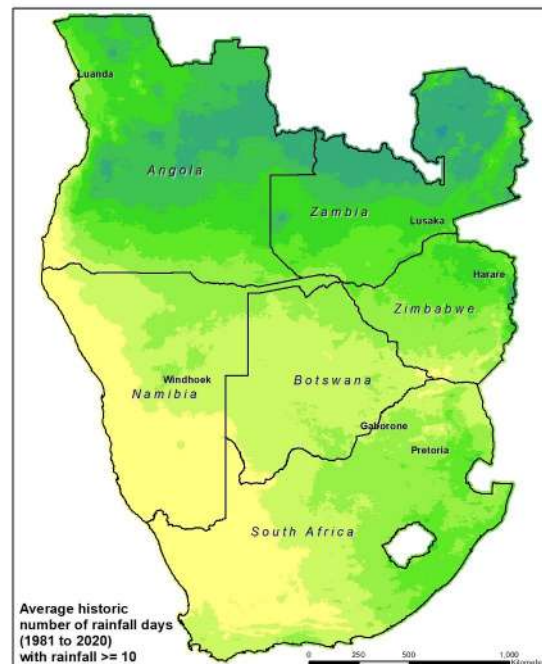 Luanda
Angola
Zambia
Lusaka
Harare
Zimbabwe
Windhoek
Namibia
Botswana
Gaborone
Pretoria
South Africa
Average historic
number of rainfall days
(1981 to 2020)
with rainfall >= 10
0 250 500 1,000
Kilometers